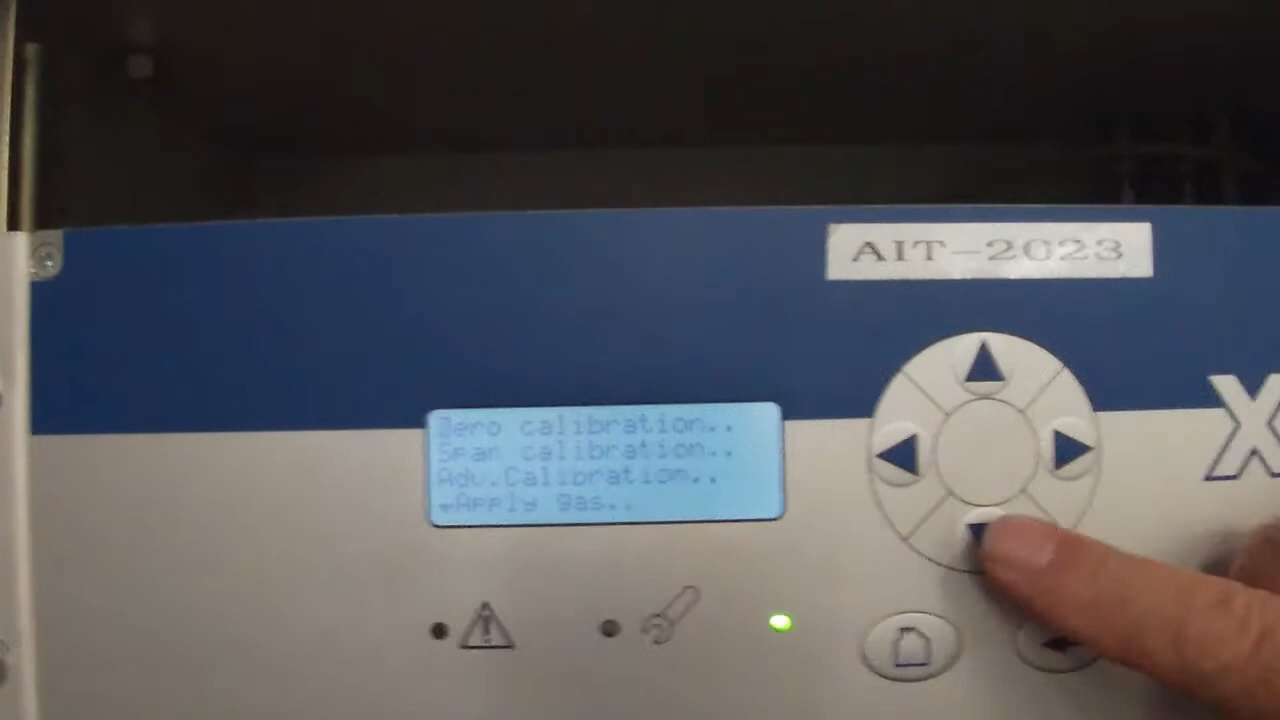 AIT-2023
Zero calibration..
Span calibration..
Adv.Calibration..
Apply gas..
X